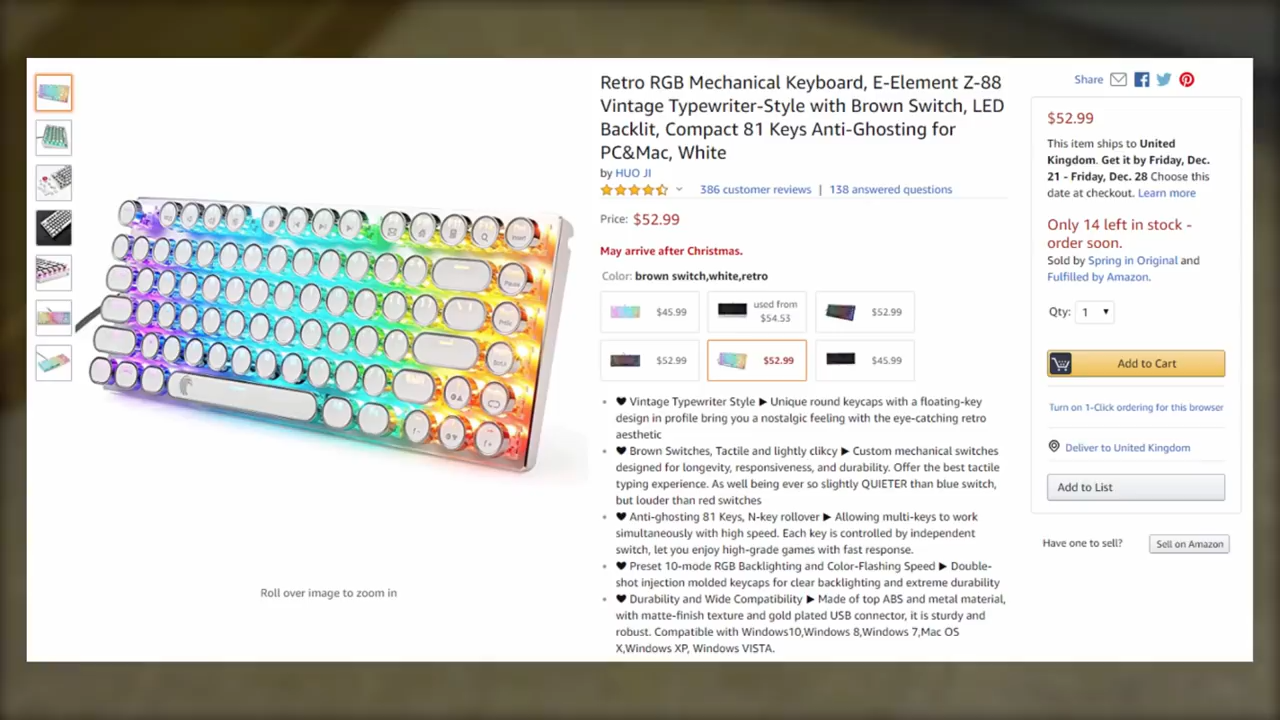 Retro RGB Mechanical Keyboard, E-Element Z-88
Vintage Typewriter-Style with Brown Switch, LED
Backlit, Compact 81 Keys Anti-Ghosting for
PC&Mac, White
by HUO JI
386 customer reviews | 138 answered questions
Price: $52.99
May arrive after Christmas.
Color: brown switch,white,retro
$45.99
used from
$54.53
$52.99
$52.99
$52.99
$45.99
• ♥ Vintage Typewriter Style ► Unique round keycaps with a floating-key
design in profile bring you a nostalgic feeling with the eye-catching retro
aesthetic
• ♥ Brown Switches, Tactile and lightly clikcy ► Custom mechanical switches
designed for longevity, responsiveness, and durability. Offer the best tactile
typing experience. As well being ever so slightly QUIETER than blue switch,
but louder than red switches
• ♥ Anti-ghosting 81 Keys, N-key rollover ► Allowing multi-keys to work
simultaneously with high speed. Each key is controlled by independent
switch, let you enjoy high-grade games with fast response.
• ♥ Preset 10-mode RGB Backlighting and Color-Flashing Speed ► Double-
shot injection molded keycaps for clear backlighting and extreme durability
• ♥ Durability and Wide Compatibility ► Made of top ABS and metal material,
with matte-finish texture and gold plated USB connector, it is sturdy and
robust. Compatible with Windows10,Windows 8,Windows 7,Mac OS
X,Windows XP, Windows VISTA.
Roll over image to zoom in
Share
$52.99
This item ships to United
Kingdom. Get it by Friday, Dec.
21 - Friday, Dec. 28 Choose this
date at checkout. Learn more
Only 14 left in stock -
order soon.
Sold by Spring in Original and
Fulfilled by Amazon.
Qty: 1
Add to Cart
Turn on 1-Click ordering for this browser
Deliver to United Kingdom
Add to List
Have one to sell?
Sell on Amazon